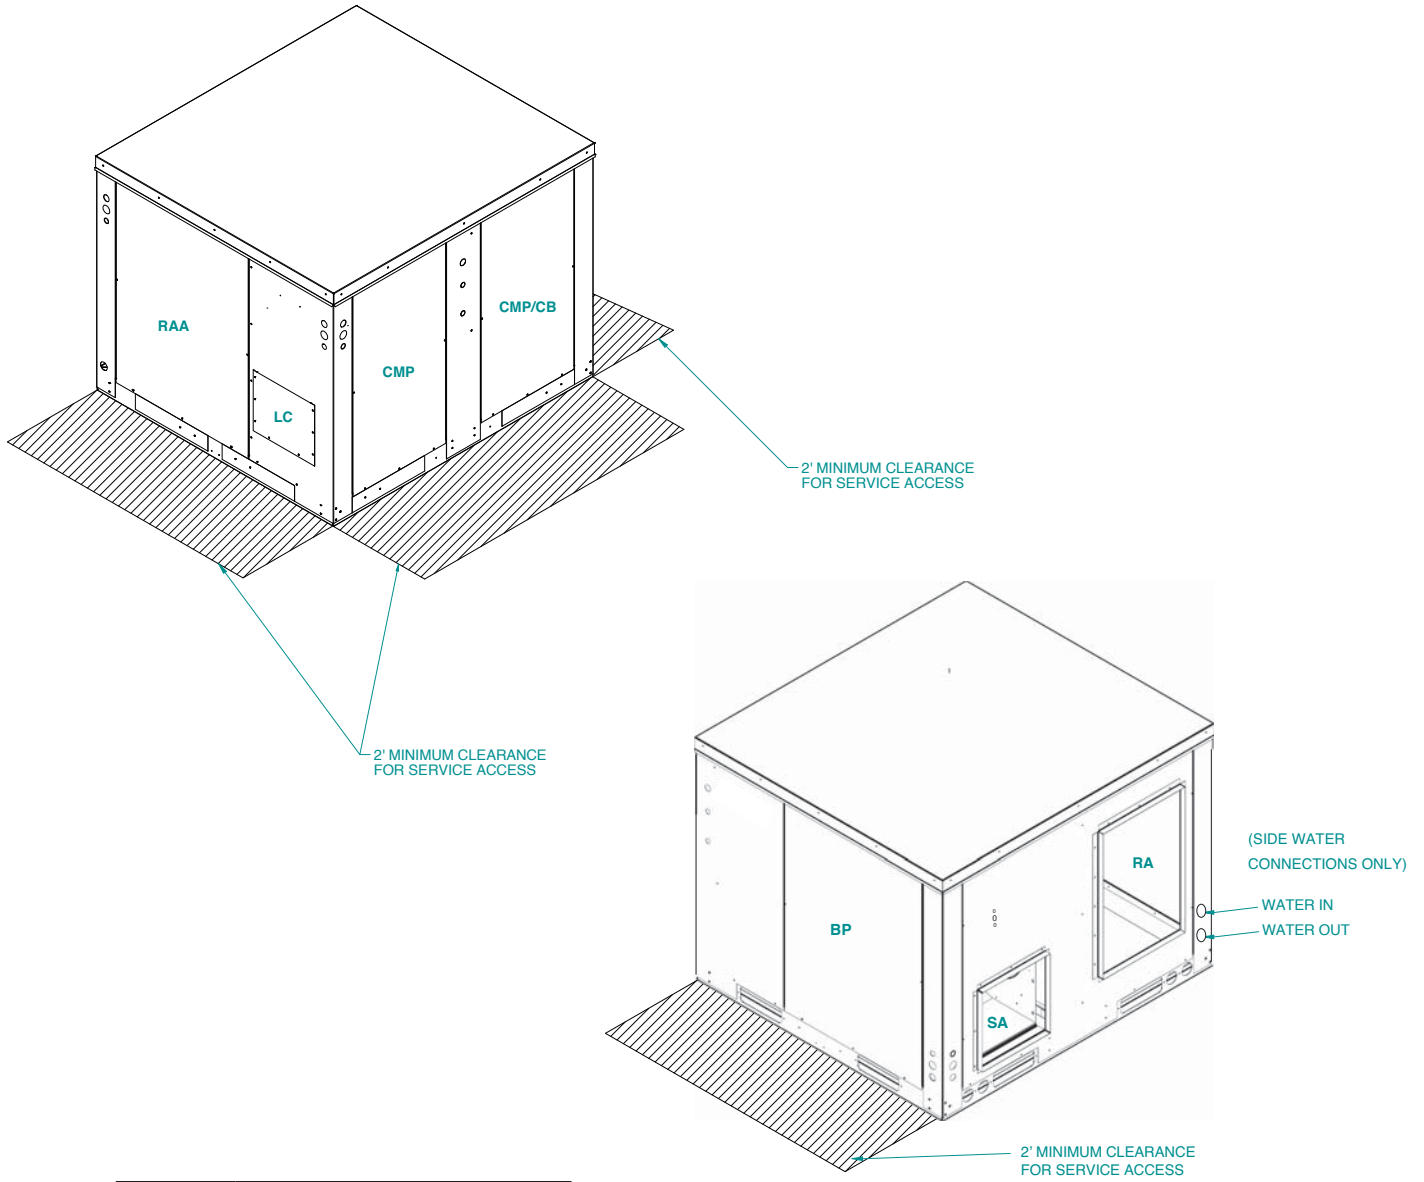 RAA
CMP/CB
CMP
LC
2' MINIMUM CLEARANCE
FOR SERVICE ACCESS
2' MINIMUM CLEARANCE
FOR SERVICE ACCESS
RA
(SIDE WATER
CONNECTIONS ONLY)
WATER IN
WATER OUT
BP
SA
2' MINIMUM CLEARANCE
FOR SERVICE ACCESS